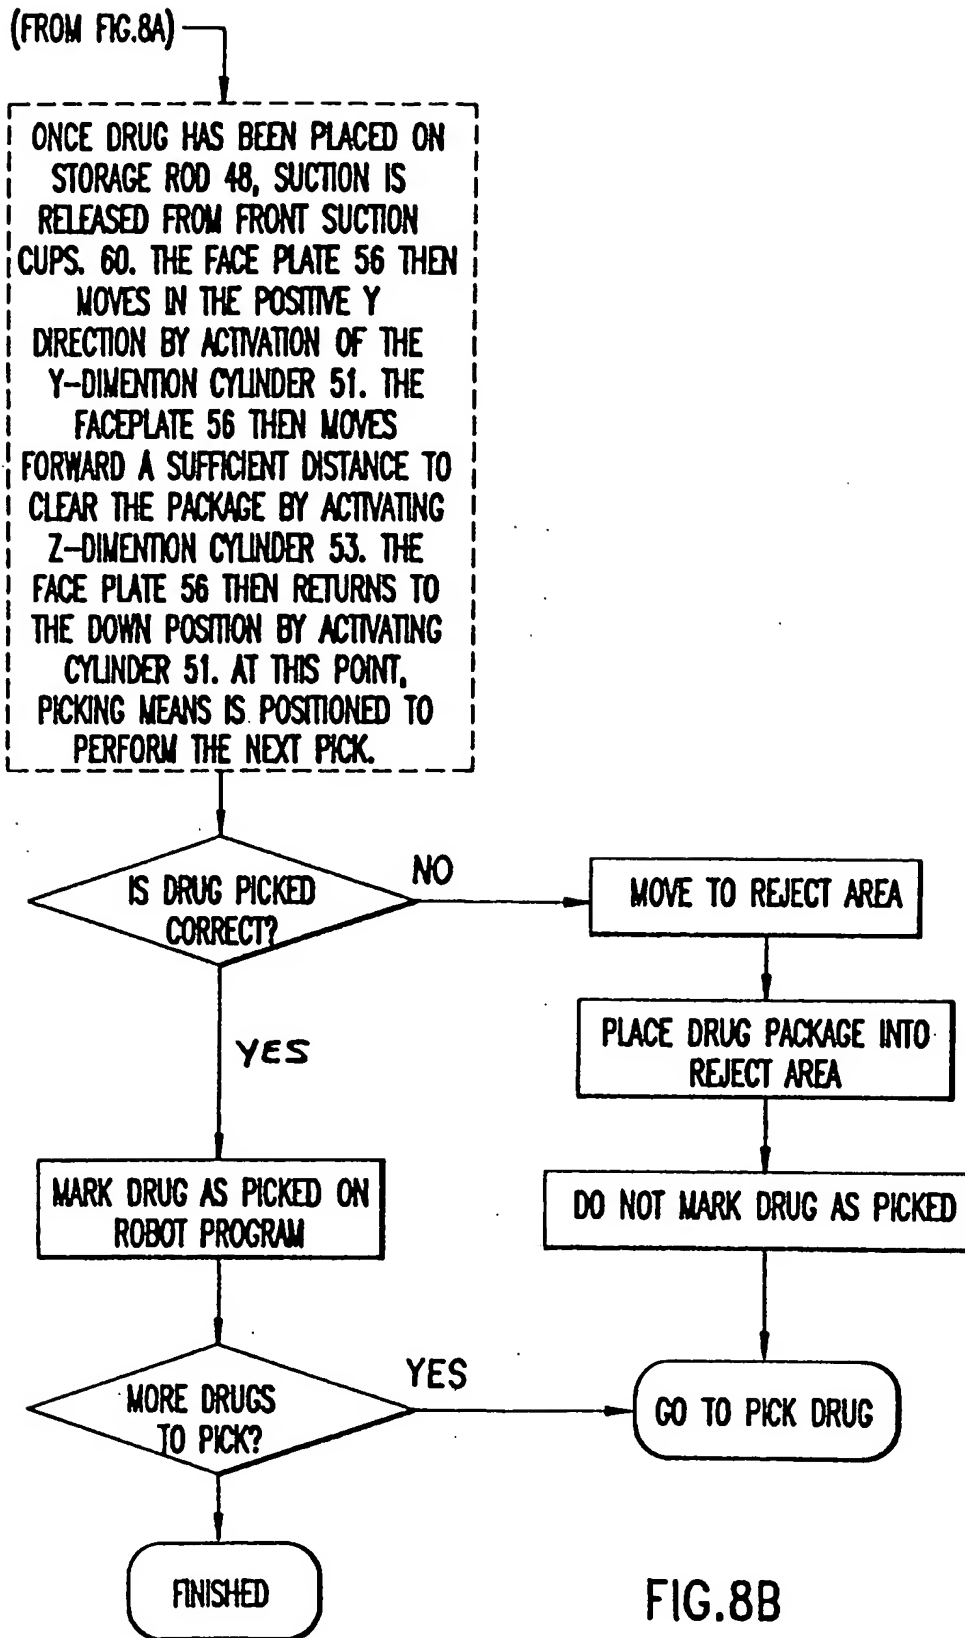 (FROM FIG.8A)
ONCE DRUG HAS BEEN PLACED ON
STORAGE ROD 48, SUCTION IS
RELEASED FROM FRONT SUCTION
CUPS. 60. THE FACE PLATE 56 THEN
MOVES IN THE POSITIVE Y
DIRECTION BY ACTIVATION OF THE
Y-DIMENTION CYLINDER 51. THE
FACEPLATE 56 THEN MOVES
FORWARD A SUFFICIENT DISTANCE TO
CLEAR THE PACKAGE BY ACTIVATING
Z-DIMENTION CYLINDER 53. THE
FACE PLATE 56 THEN RETURNS TO
THE DOWN POSITION BY ACTIVATING
CYLINDER 51. AT THIS POINT,
PICKING MEANS IS POSITIONED TO
PERFORM THE NEXT PICK.
IS DRUG PICKED
CORRECT?
NO
MOVE TO REJECT AREA
PLACE DRUG PACKAGE INTO
REJECT AREA
DO NOT MARK DRUG AS PICKED
YES
MARK DRUG AS PICKED ON
ROBOT PROGRAM
MORE DRUGS
TO PICK?
YES
GO TO PICK DRUG
FINISHED
FIG.8B